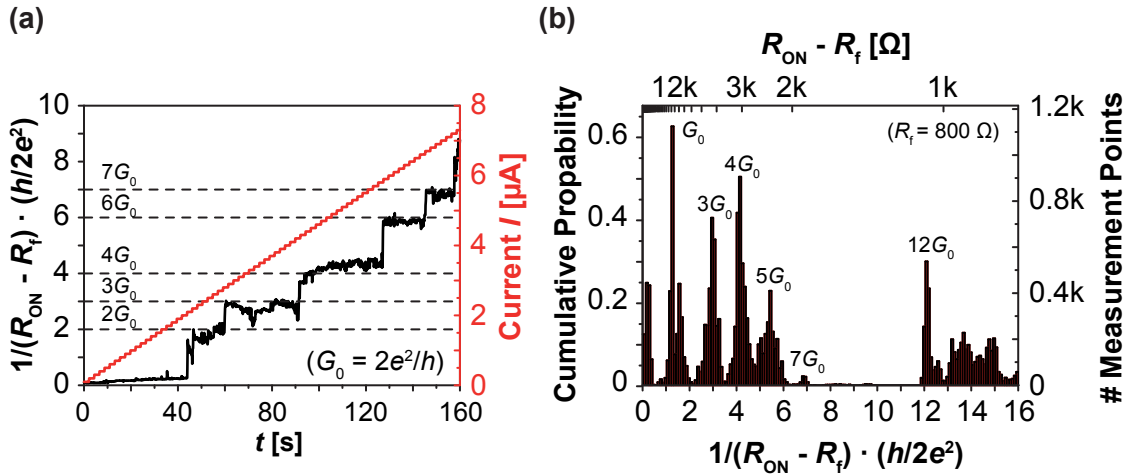 (a)
1/(R_ON - R_f) · (h/2e²)
10
8
7
6
4
2
0
7G₀
6G₀
4G₀
3G₀
2G₀
(G₀ = 2e²/h)
0 40 80 120 160
t [s]
8
6
4
2
0
Current I [µA]
(b)
R_ON - R_f [Ω]
12k 3k 2k 1k
Cumulative Propability
0.6
0.4
0.2
0
G₀
(R_f = 800 Ω)
4G₀
3G₀
5G₀
12G₀
7G₀
1.2k
0.8k
0.4k
0
# Measurement Points
0 2 4 6 8 10 12 14 16
1/(R_ON - R_f) · (h/2e²)